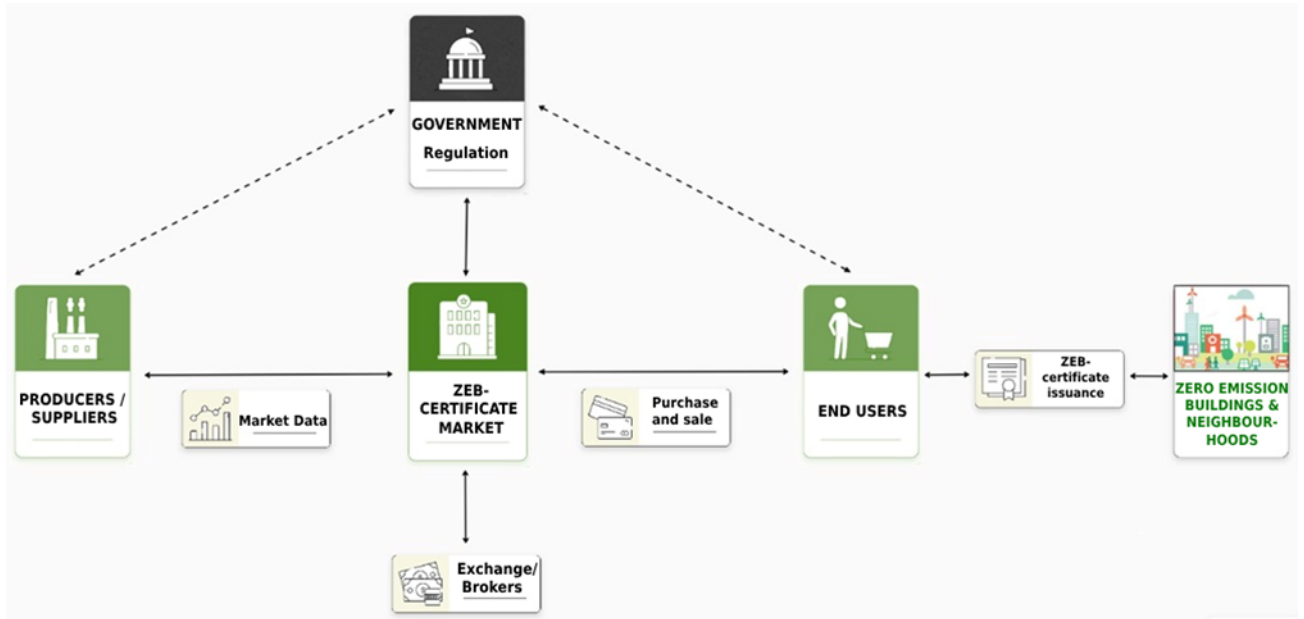 GOVERNMENT
Regulation
PRODUCERS /
SUPPLIERS
Market Data
ZEB-
CERTIFICATE
MARKET
Purchase
and sale
END USERS
ZEB-
certificate
issuance
ZERO EMISSION
BUILDINGS &
NEIGHBOUR-
HOODS
Exchange/
Brokers